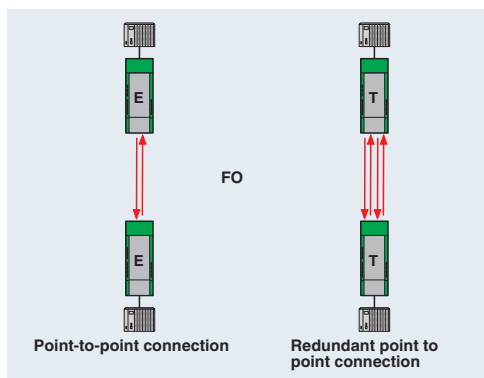 E
T
FO
E
T
Point-to-point connection
Redundant point to
point connection